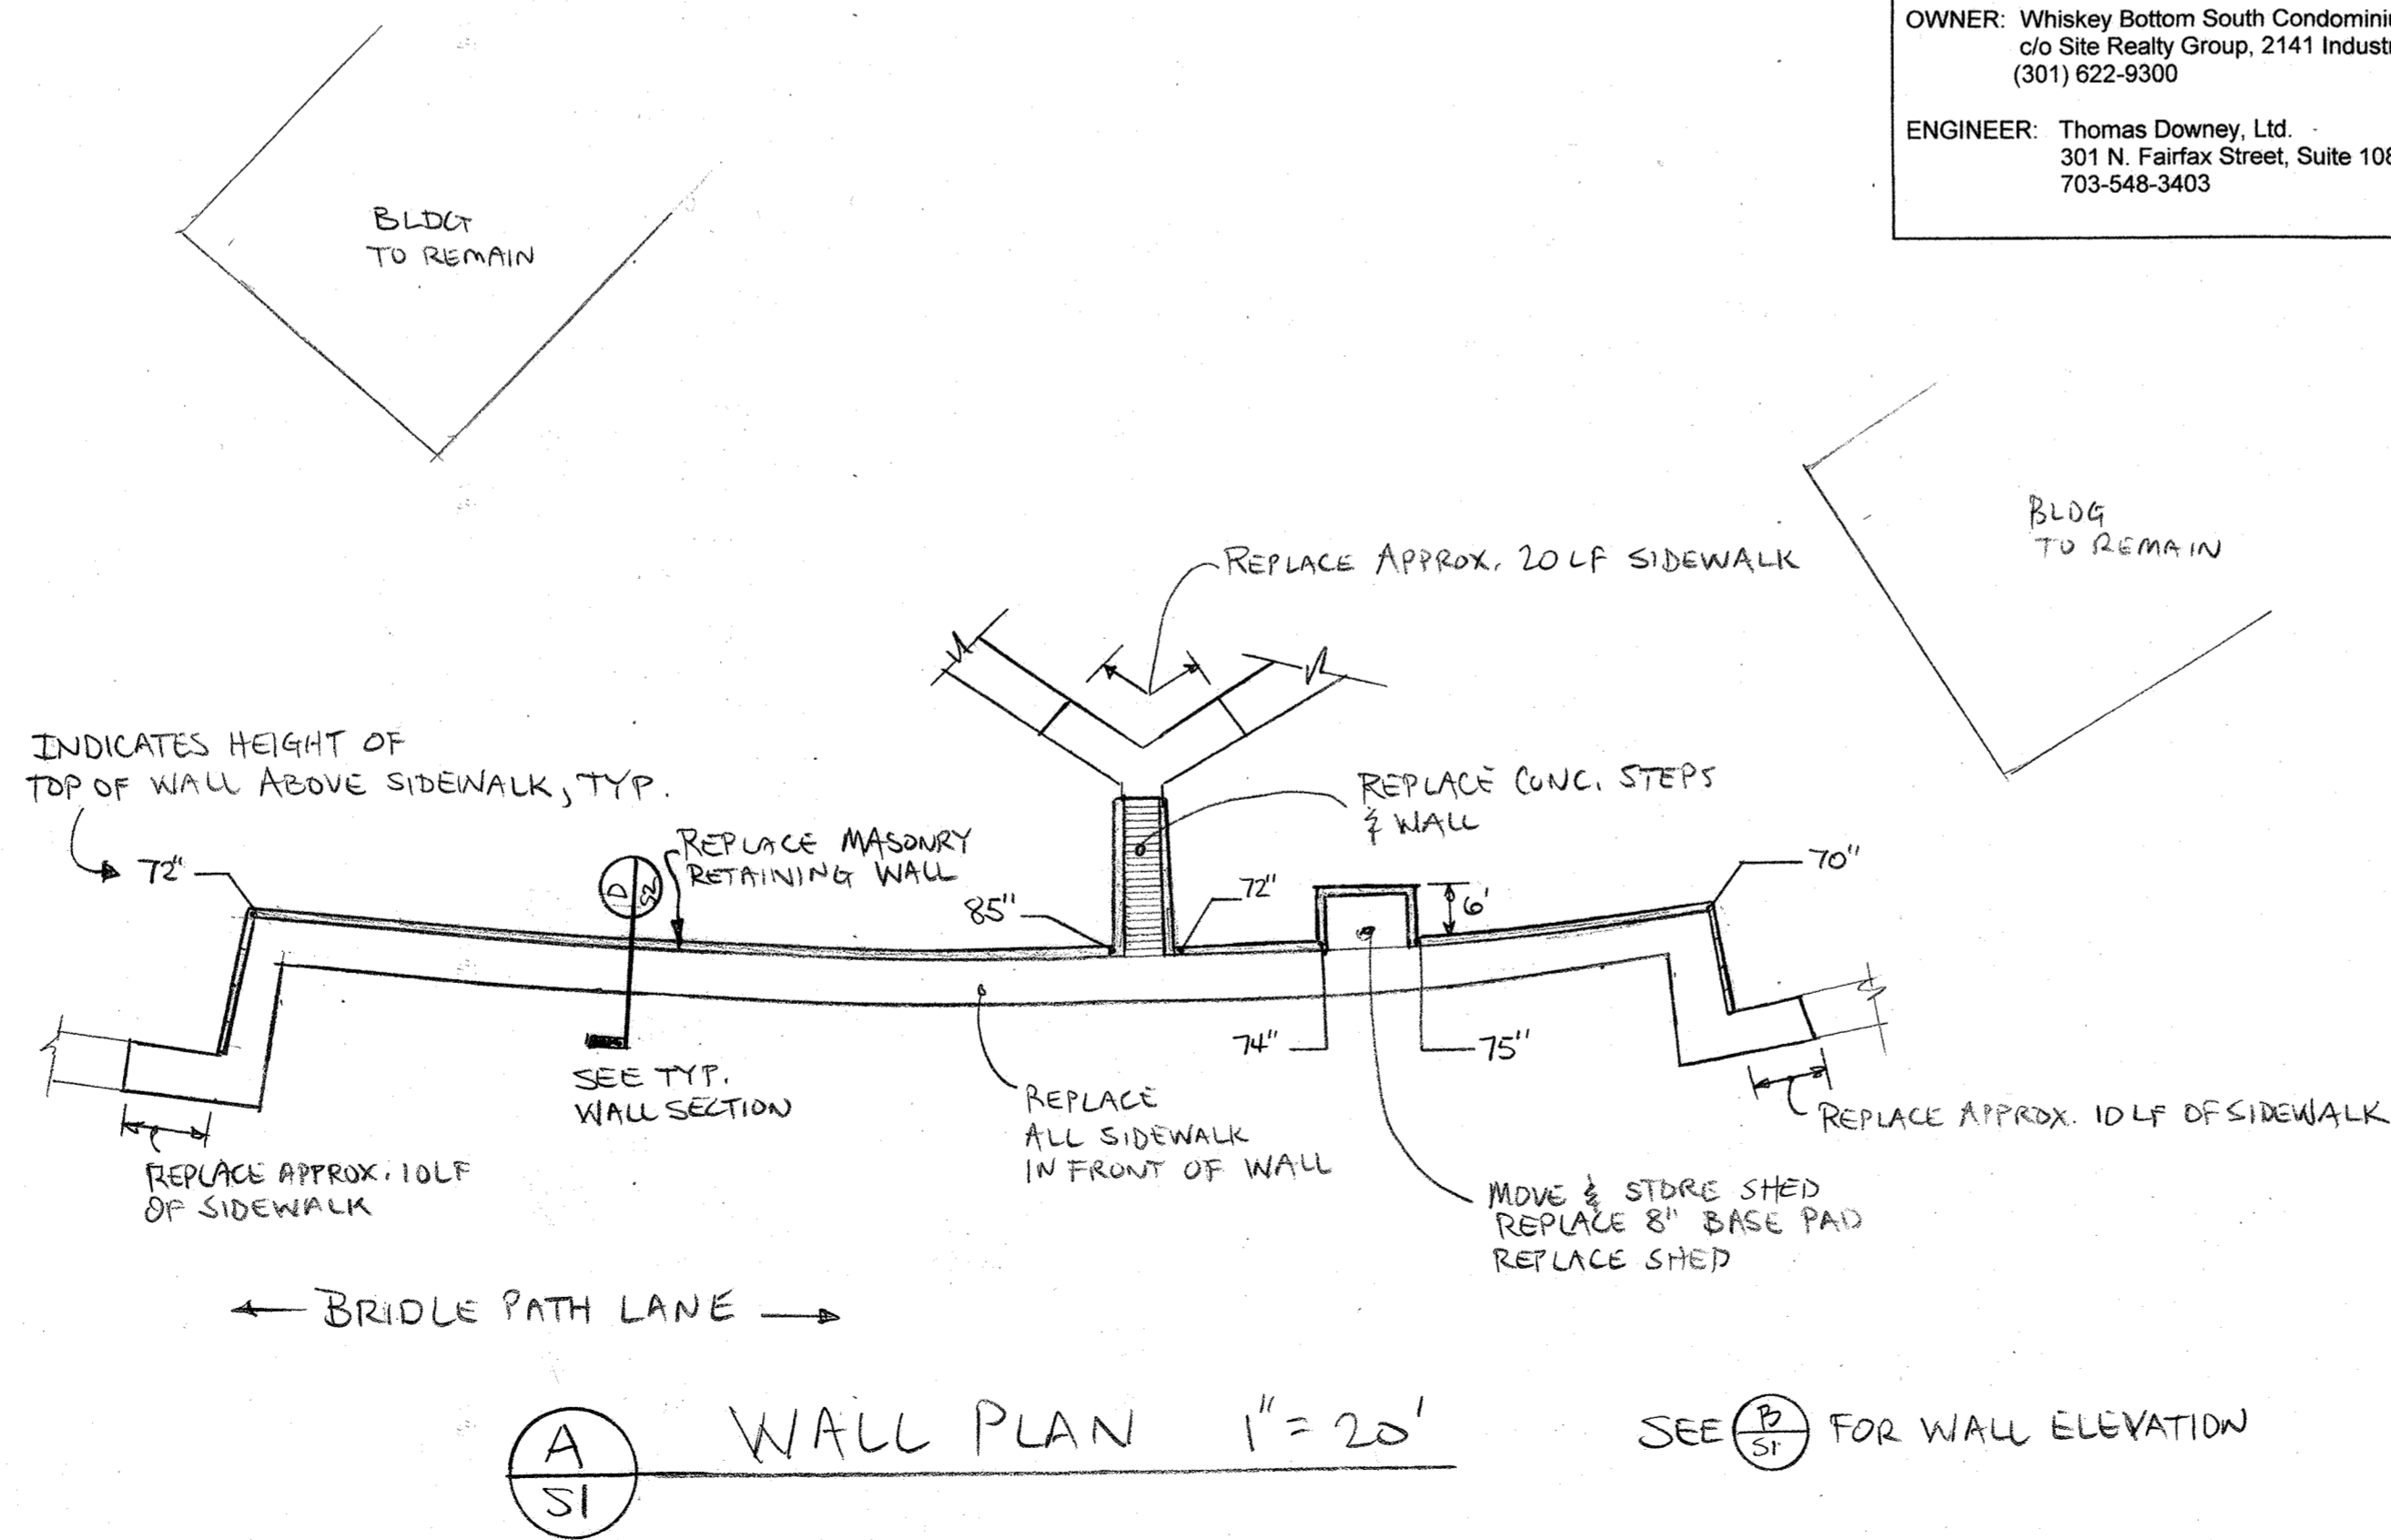 OWNER: Whiskey Bottom South
c/o Site Realty Group, 2141
(301) 622-9300
ENGINEER: Thomas Downey, Ltd.
301 N. Fairfax Street, Suite
703-548-3403
BLDG
TO REMAIN
BLDG
TO REMAIN
REPLACE APPROX. 20 LF SIDEWALK
INDICATES HEIGHT OF
TOP OF WALL ABOVE SIDEWALK, TYP.
REPLACE CONC. STEPS
& WALL
72"
REPLACE MASONRY
RETAINING WALL
D
S2
85"
72"
6'
70"
74"
75"
SEE TYP.
WALL SECTION
REPLACE
ALL SIDEWALK
IN FRONT OF WALL
REPLACE APPROX. 10 LF OF SIDEWALK
REPLACE APPROX. 10 LF
OF SIDEWALK
MOVE & STORE SHED
REPLACE 8" BASE PAD
REPLACE SHED
← BRIDLE PATH LANE →
A
S1
WALL PLAN 1" = 20'
SEE B/S1 FOR WALL ELEVATION